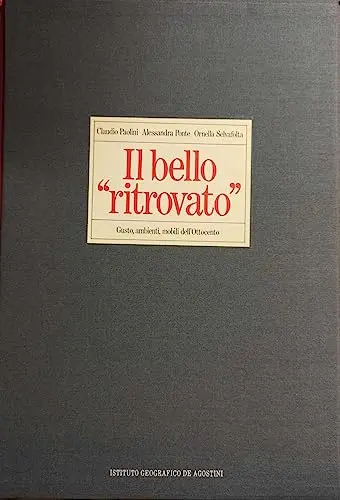 Claudio Paolini Alessandra Ponte Ornella Selvafolta
Il bello
“ritrovato”
Gusto, ambienti, mobili dell'Ottocento
ISTITUTO GEOGRAFICO DE AGOSTINI